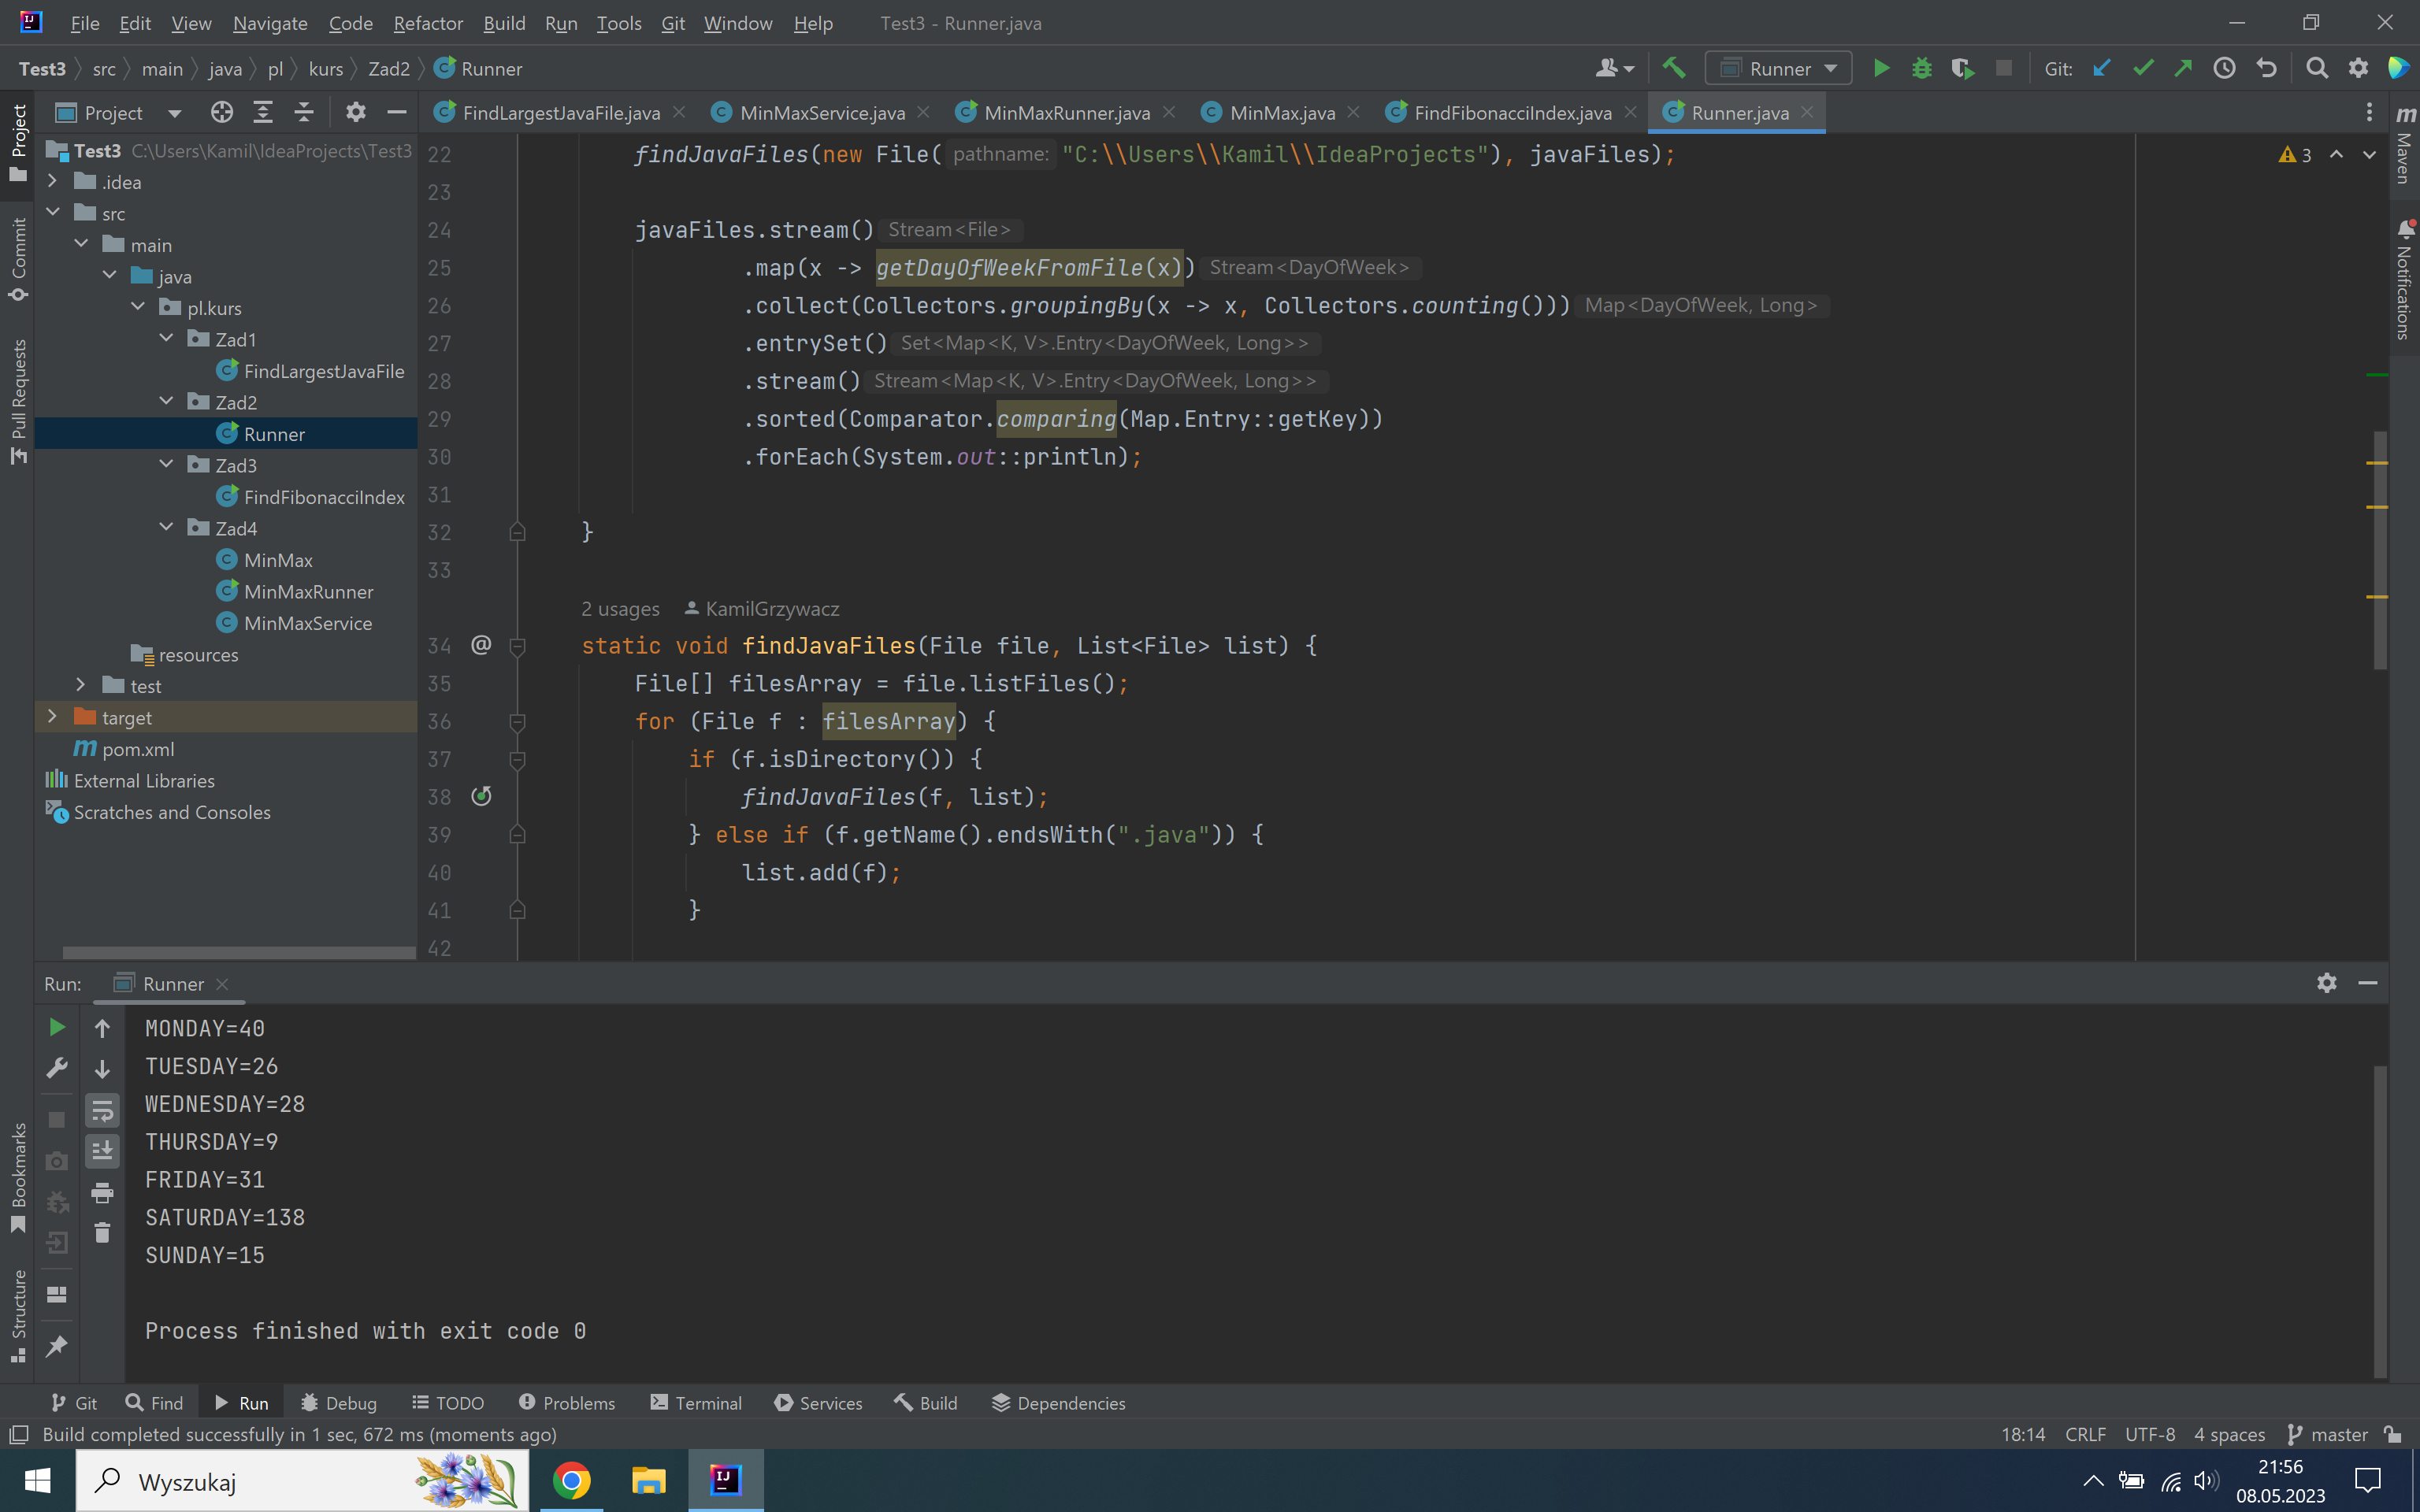 File Edit View Navigate Code Refactor Build Run Tools Git Window Help Test3 - Runner.java
Test3 src main java pl kurs Zad2 Runner Runner Git:
Project FindLargestJavaFile.java MinMaxService.java MinMaxRunner.java MinMax.java FindFibonacciIndex.java Runner.java
Project
Commit
Pull Requests
Bookmarks
Structure
Maven
Notifications
Test3 C:\Users\Kamil\IdeaProjects\Test3
.idea
src
main
java
pl.kurs
Zad1
FindLargestJavaFile
Zad2
Runner
Zad3
FindFibonacciIndex
Zad4
MinMax
MinMaxRunner
MinMaxService
resources
test
target
pom.xml
External Libraries
Scratches and Consoles
3
22 findJavaFiles(new File( pathname: "C:\\Users\\Kamil\\IdeaProjects"), javaFiles);
23
24 javaFiles.stream() Stream<File>
25 .map(x -> getDayOfWeekFromFile(x)) Stream<DayOfWeek>
26 .collect(Collectors.groupingBy(x -> x, Collectors.counting())) Map<DayOfWeek, Long>
27 .entrySet() Set<Map<K, V>.Entry<DayOfWeek, Long>>
28 .stream() Stream<Map<K, V>.Entry<DayOfWeek, Long>>
29 .sorted(Comparator.comparing(Map.Entry::getKey))
30 .forEach(System.out::println);
31
32 }
33
2 usages KamilGrzywacz
34 @ static void findJavaFiles(File file, List<File> list) {
35 File[] filesArray = file.listFiles();
36 for (File f : filesArray) {
37 if (f.isDirectory()) {
38 findJavaFiles(f, list);
39 } else if (f.getName().endsWith(".java")) {
40 list.add(f);
41 }
42
Run: Runner
MONDAY=40
TUESDAY=26
WEDNESDAY=28
THURSDAY=9
FRIDAY=31
SATURDAY=138
SUNDAY=15
Process finished with exit code 0
Git Find Run Debug TODO Problems Terminal Services Build Dependencies
Build completed successfully in 1 sec, 672 ms (moments ago) 18:14 CRLF UTF-8 4 spaces master
Wyszukaj
21:56
08.05.2023